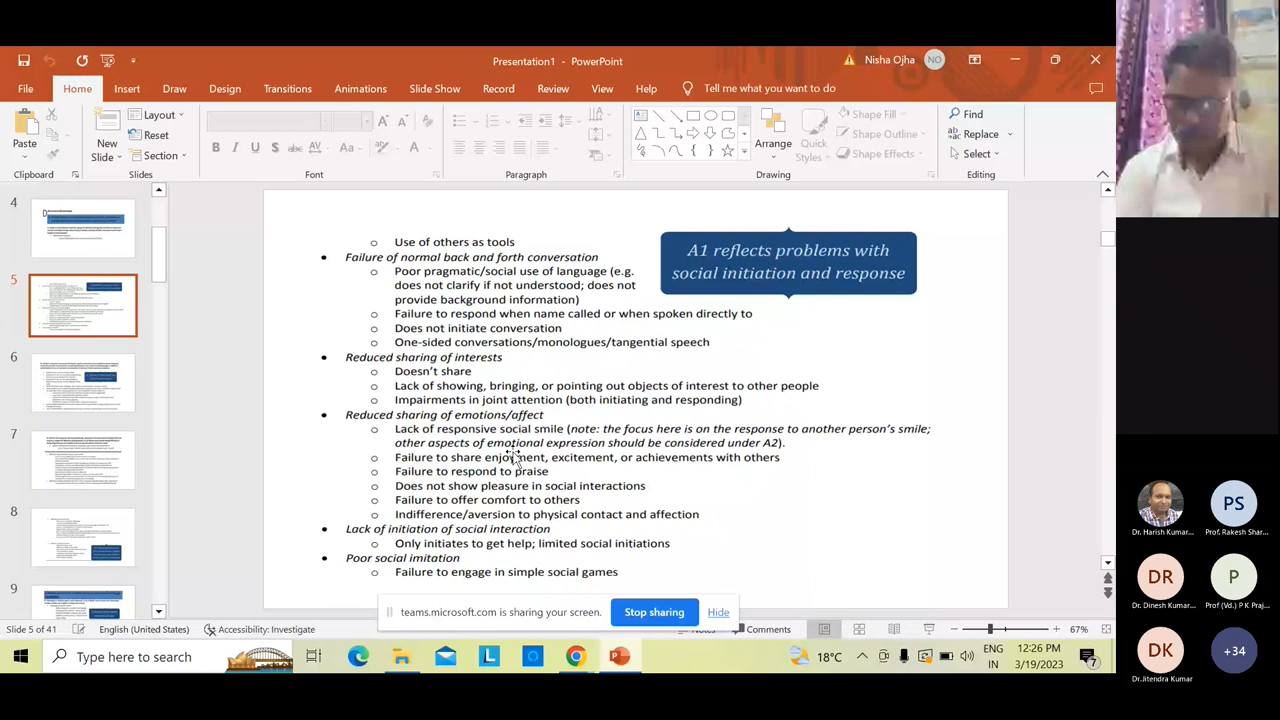 Presentation1 - PowerPoint
Nisha Ojha
NO
File
Home
Insert
Draw
Design
Transitions
Animations
Slide Show
Record
Review
View
Help
Tell me what you want to do
Paste
New
Slide
Layout
Reset
Section
B I U S ab AV Aa A
Arrange
Quick
Styles
Shape Fill
Shape Outline
Shape Effects
Find
Replace
Select
Clipboard
Slides
Font
Paragraph
Drawing
Editing
4
5
6
7
8
9
A1 reflects problems with
social initiation and response
o Use of others as tools
• Failure of normal back and forth conversation
o Poor pragmatic/social use of language (e.g.
does not clarify if not understood; does not
provide background information)
o Failure to respond when name called or when spoken directly to
o Does not initiate conversation
o One-sided conversations/monologues/tangential speech
• Reduced sharing of interests
o Doesn't share
o Lack of showing, bringing, or pointing out objects of interest to other people
o Impairments in joint attention (both initiating and responding)
• Reduced sharing of emotions/affect
o Lack of responsive social smile (note: the focus here is on the response to another person's smile;
other aspects of emotional expression should be considered under A2).
o Failure to share enjoyment, excitement, or achievements with others
o Failure to respond to praise
o Does not show pleasure in social interactions
o Failure to offer comfort to others
o Indifference/aversion to physical contact and affection
• Lack of initiation of social interaction
o Only initiates to get help; limited social initiations
• Poor social imitation
o Failure to engage in simple social games
teams.microsoft.com is sharing your screen.
Stop sharing
Hide
Slide 5 of 41
English (United States)
Accessibility: Investigate
Notes
Comments
67%
Type here to search
18°C
ENG
IN
12:26 PM
3/19/2023
7
Dr. Harish Kumar...
PS
Prof. Rakesh Shar...
DR
Dr. Dinesh Kumar...
P
Prof (Vd.) P K Praj...
DK
Dr.Jitendra Kumar
+34